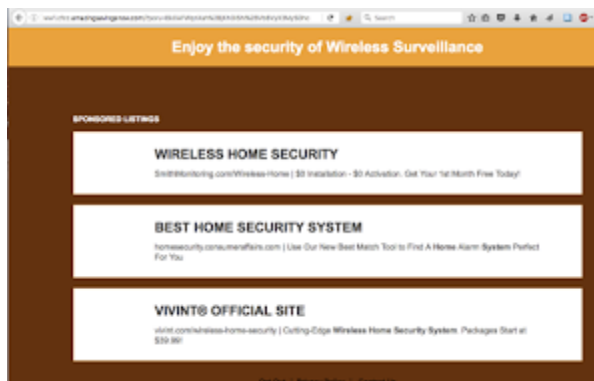 Search
Enjoy the security of Wireless Surveillance
SPONSORED LISTINGS
WIRELESS HOME SECURITY
SmithMonitoring.com/Wireless-Home | $0 Installation - $0 Activation. Get Your 1st Month Free Today!
BEST HOME SECURITY SYSTEM
homesecurity.consumeraffairs.com | Use Our New Best Match Tool to Find A Home Alarm System Perfect
For You
VIVINT® OFFICIAL SITE
vivint.com/wireless-home-security | Cutting-Edge Wireless Home Security System. Packages Start at
$39.99!